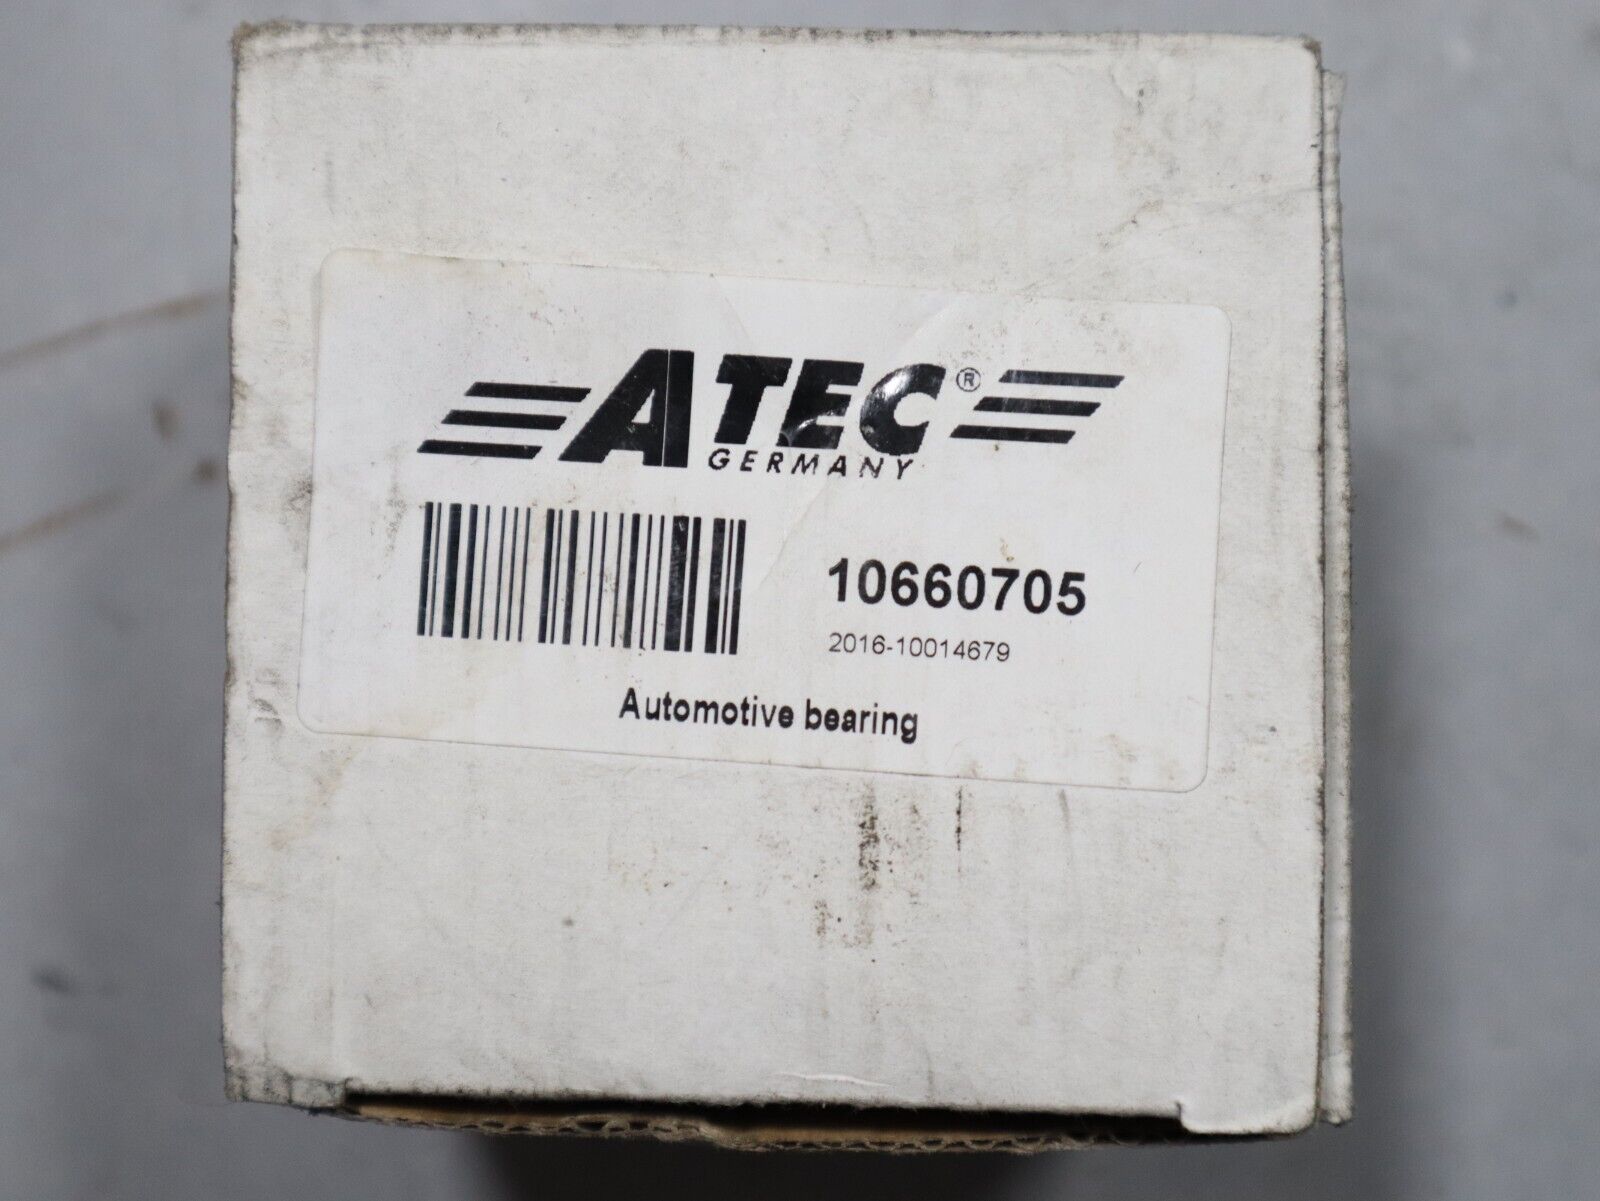 ATEC®
GERMANY
10660705
2016-10014679
Automotive bearing